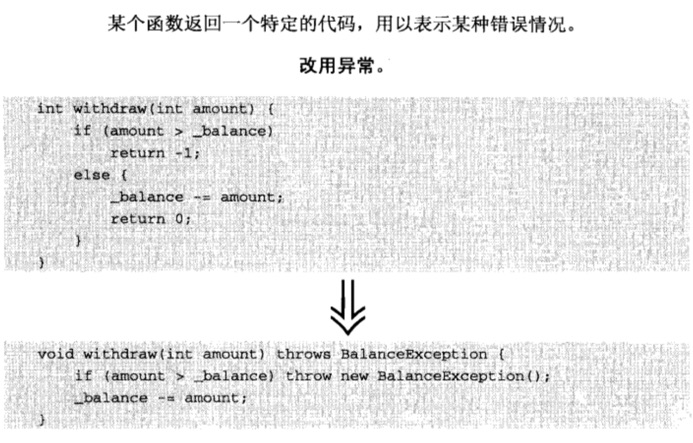 某个函数返回一个特定的代码，用以表示某种错误情况。
改用异常。
int withdraw(int amount) {
    if (amount > _balance)
        return -1;
    else {
        _balance -= amount;
        return 0;
    }
}
void withdraw(int amount) throws BalanceException {
    if (amount > _balance) throw new BalanceException();
    _balance -= amount;
}